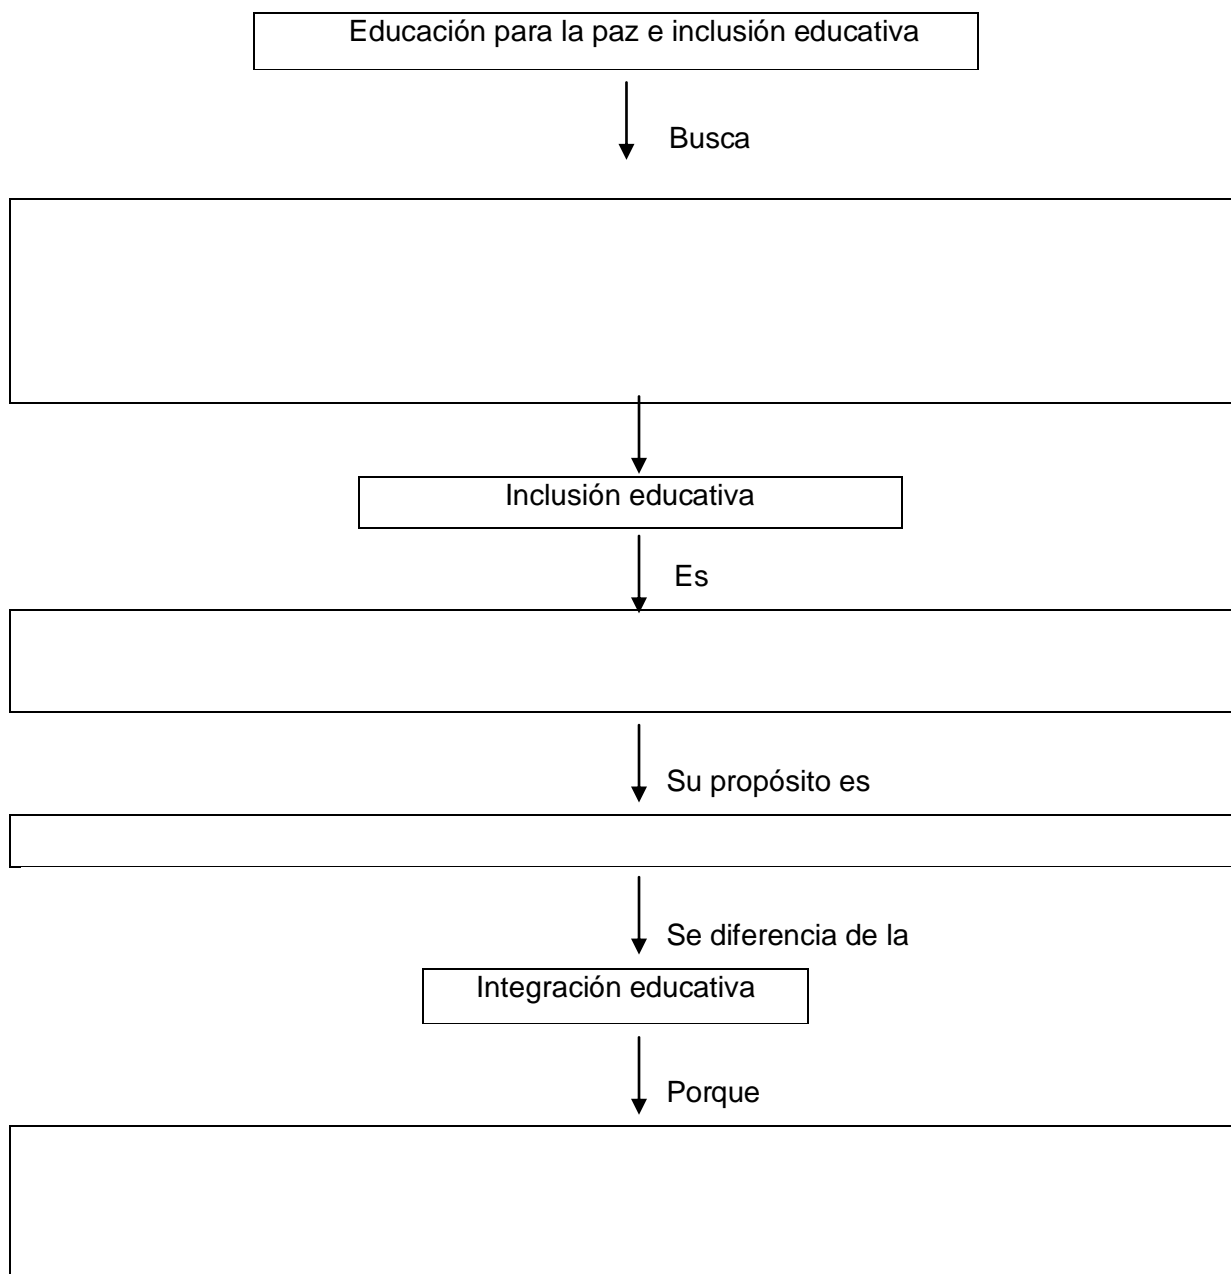 Educación para la paz e inclusión educativa
Busca
Inclusión educativa
Es
Su propósito es
Se diferencia de la
Integración educativa
Porque